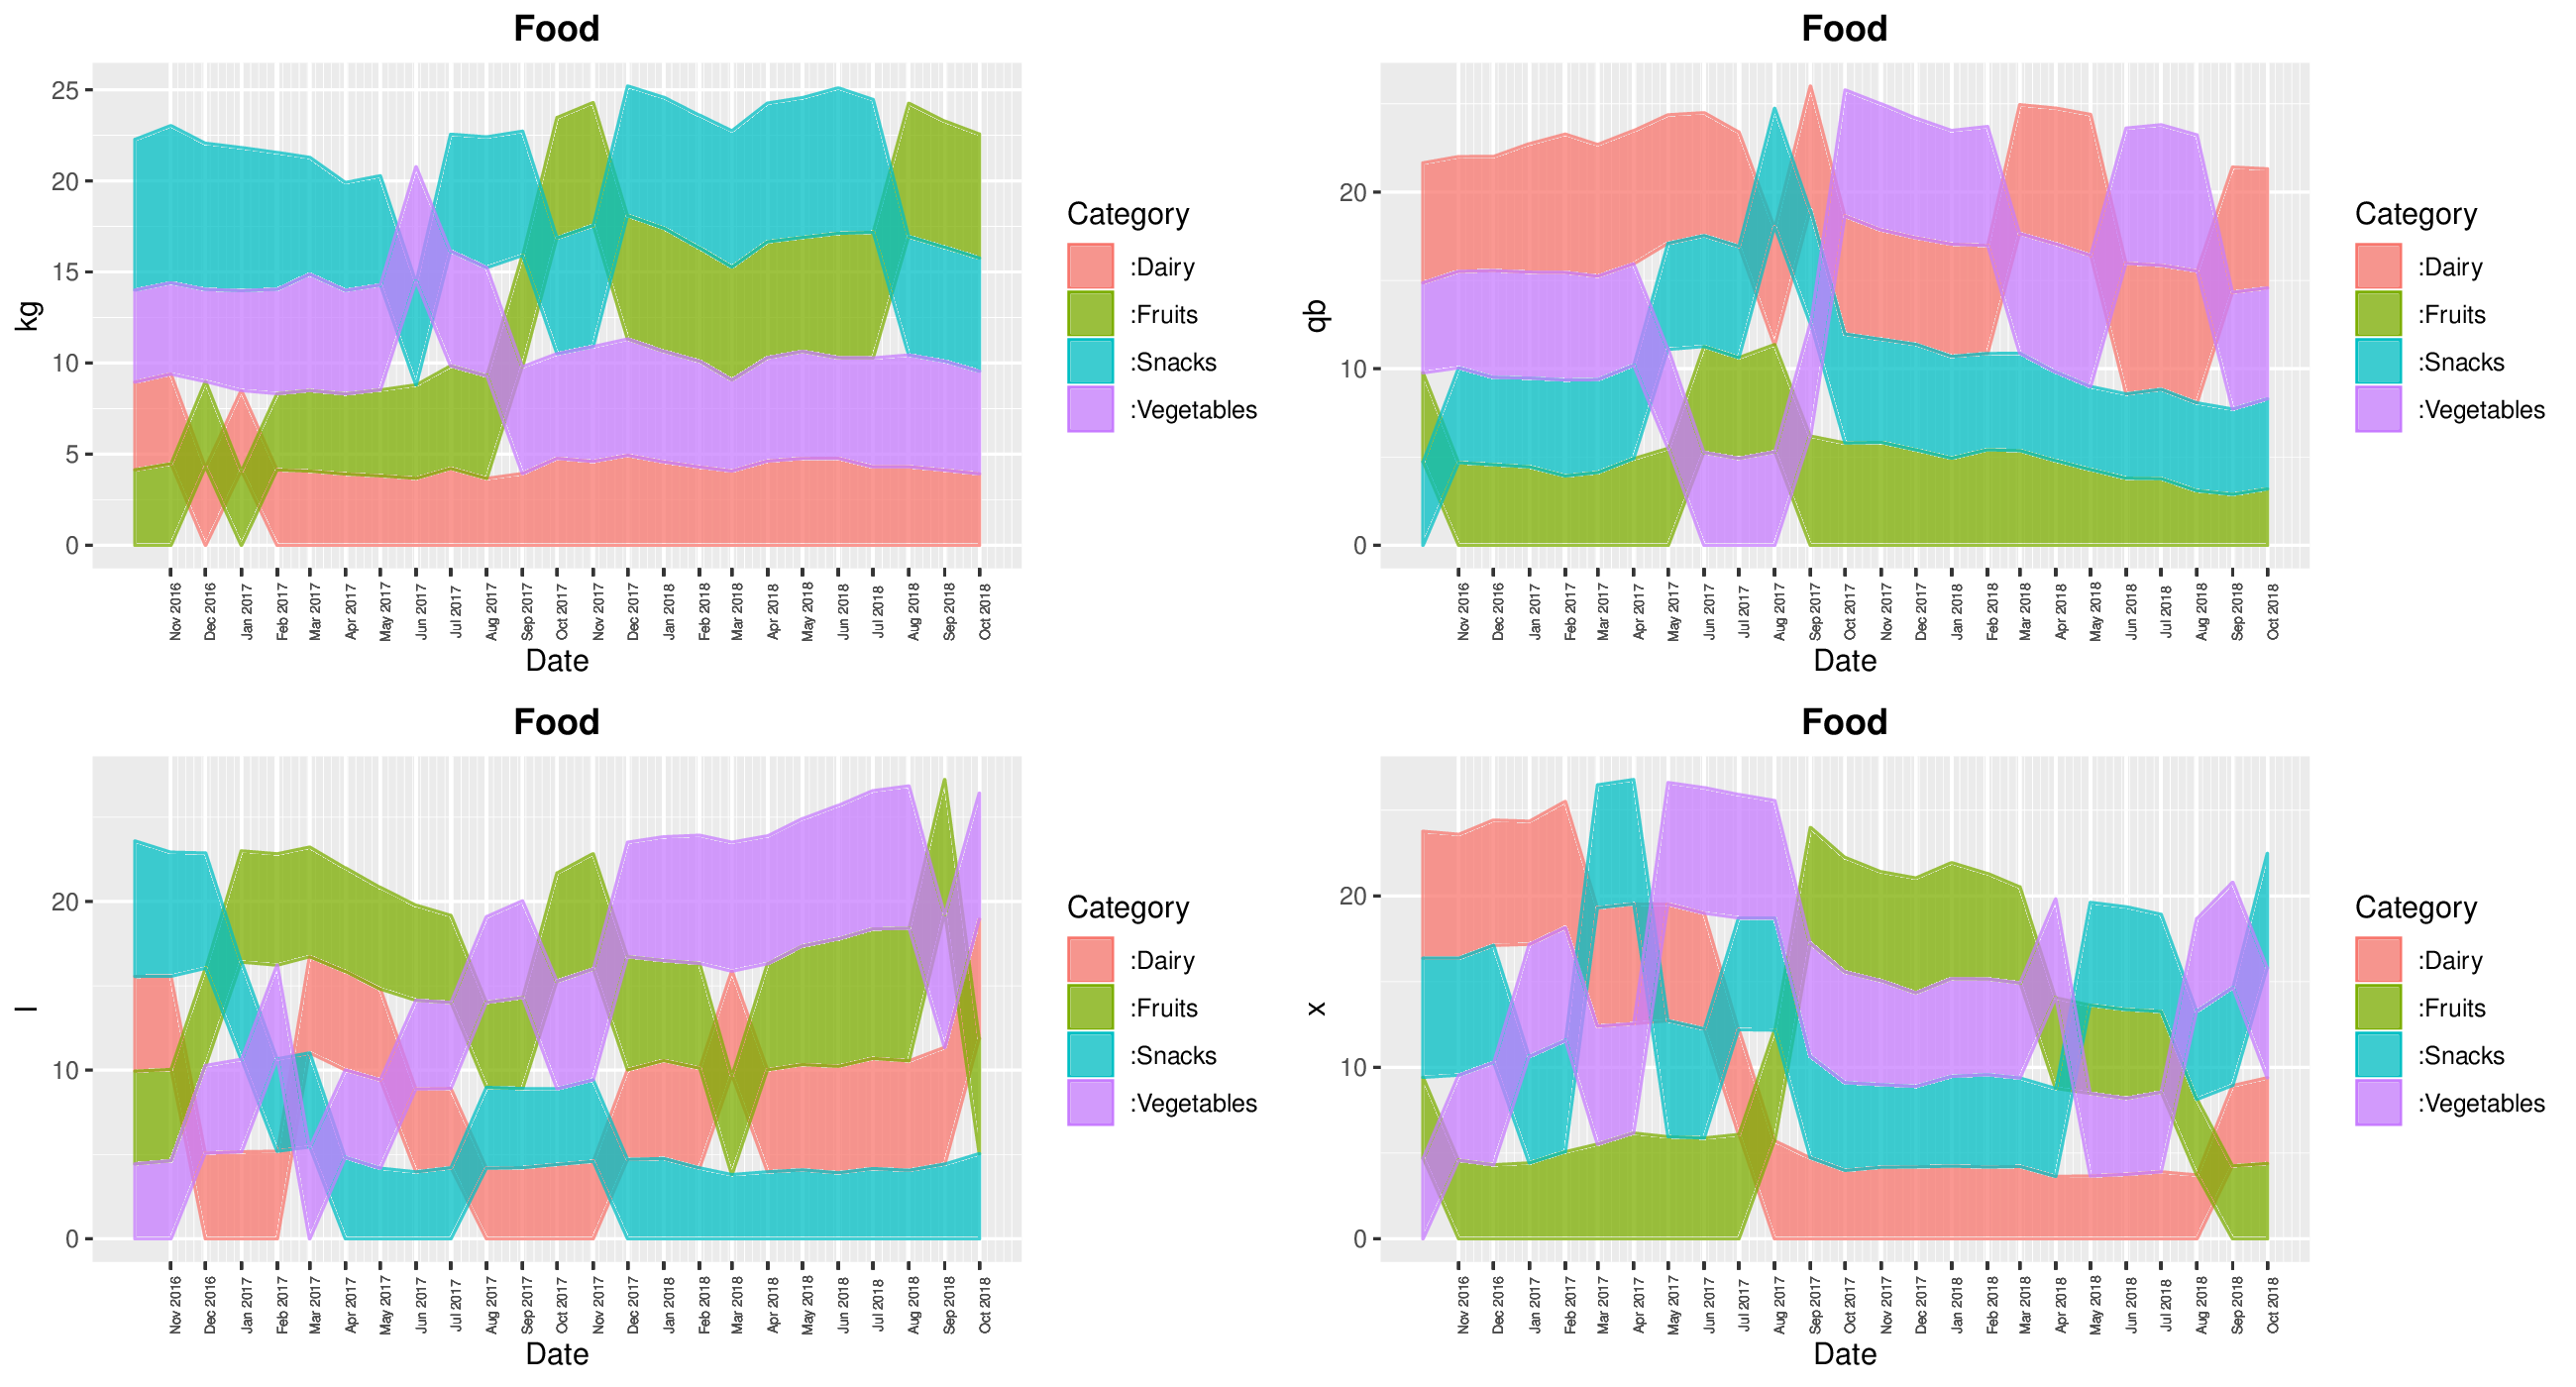 Food
25
20
15
10
5
0
kg
Nov 2016
Dec 2016
Jan 2017
Feb 2017
Mar 2017
Apr 2017
May 2017
Jun 2017
Jul 2017
Aug 2017
Sep 2017
Oct 2017
Nov 2017
Dec 2017
Jan 2018
Feb 2018
Mar 2018
Apr 2018
May 2018
Jun 2018
Jul 2018
Aug 2018
Sep 2018
Oct 2018
Date
Category
:Dairy
:Fruits
:Snacks
:Vegetables
Food
20
10
0
qb
Nov 2016
Dec 2016
Jan 2017
Feb 2017
Mar 2017
Apr 2017
May 2017
Jun 2017
Jul 2017
Aug 2017
Sep 2017
Oct 2017
Nov 2017
Dec 2017
Jan 2018
Feb 2018
Mar 2018
Apr 2018
May 2018
Jun 2018
Jul 2018
Aug 2018
Sep 2018
Oct 2018
Date
Category
:Dairy
:Fruits
:Snacks
:Vegetables
Food
20
10
0
l
Nov 2016
Dec 2016
Jan 2017
Feb 2017
Mar 2017
Apr 2017
May 2017
Jun 2017
Jul 2017
Aug 2017
Sep 2017
Oct 2017
Nov 2017
Dec 2017
Jan 2018
Feb 2018
Mar 2018
Apr 2018
May 2018
Jun 2018
Jul 2018
Aug 2018
Sep 2018
Oct 2018
Date
Category
:Dairy
:Fruits
:Snacks
:Vegetables
Food
20
10
0
x
Nov 2016
Dec 2016
Jan 2017
Feb 2017
Mar 2017
Apr 2017
May 2017
Jun 2017
Jul 2017
Aug 2017
Sep 2017
Oct 2017
Nov 2017
Dec 2017
Jan 2018
Feb 2018
Mar 2018
Apr 2018
May 2018
Jun 2018
Jul 2018
Aug 2018
Sep 2018
Oct 2018
Date
Category
:Dairy
:Fruits
:Snacks
:Vegetables